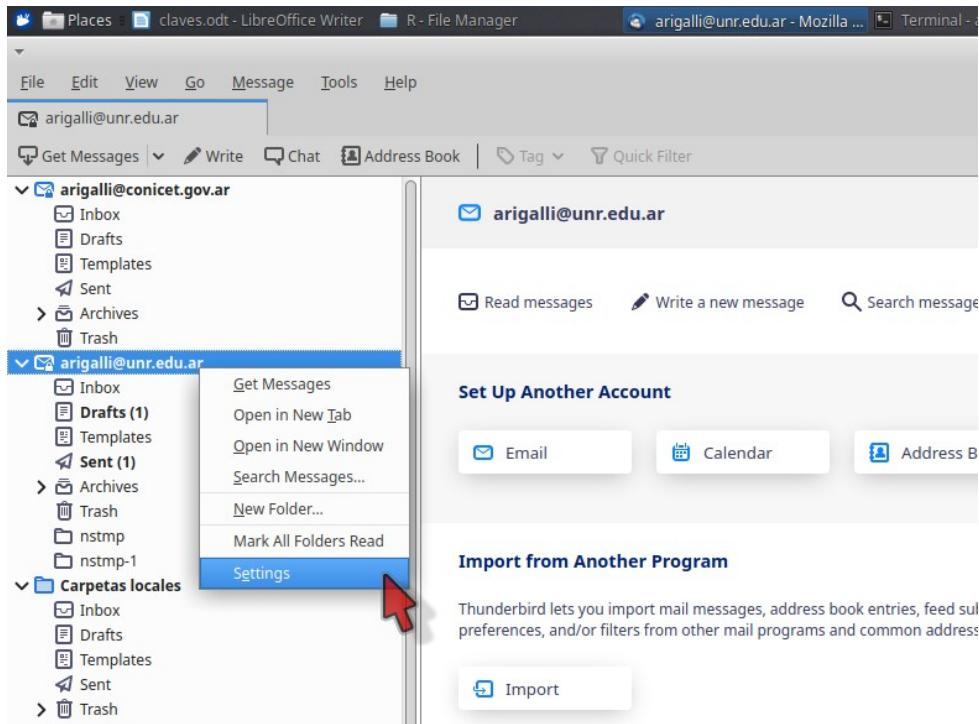 Places claves.odt - LibreOffice Writer R - File Manager arigalli@unr.edu.ar - Mozilla ... Terminal -
File Edit View Go Message Tools Help
arigalli@unr.edu.ar
Get Messages Write Chat Address Book Tag Quick Filter
arigalli@conicet.gov.ar
Inbox
Drafts
Templates
Sent
Archives
Trash
arigalli@unr.edu.ar
Inbox
Drafts (1)
Templates
Sent (1)
Archives
Trash
nstmp
nstmp-1
Carpetas locales
Inbox
Drafts
Templates
Sent
Trash
Get Messages
Open in New Tab
Open in New Window
Search Messages...
New Folder...
Mark All Folders Read
Settings
arigalli@unr.edu.ar
Read messages Write a new message Search message
Set Up Another Account
Email Calendar Address B
Import from Another Program
Thunderbird lets you import mail messages, address book entries, feed sub
preferences, and/or filters from other mail programs and common address
Import